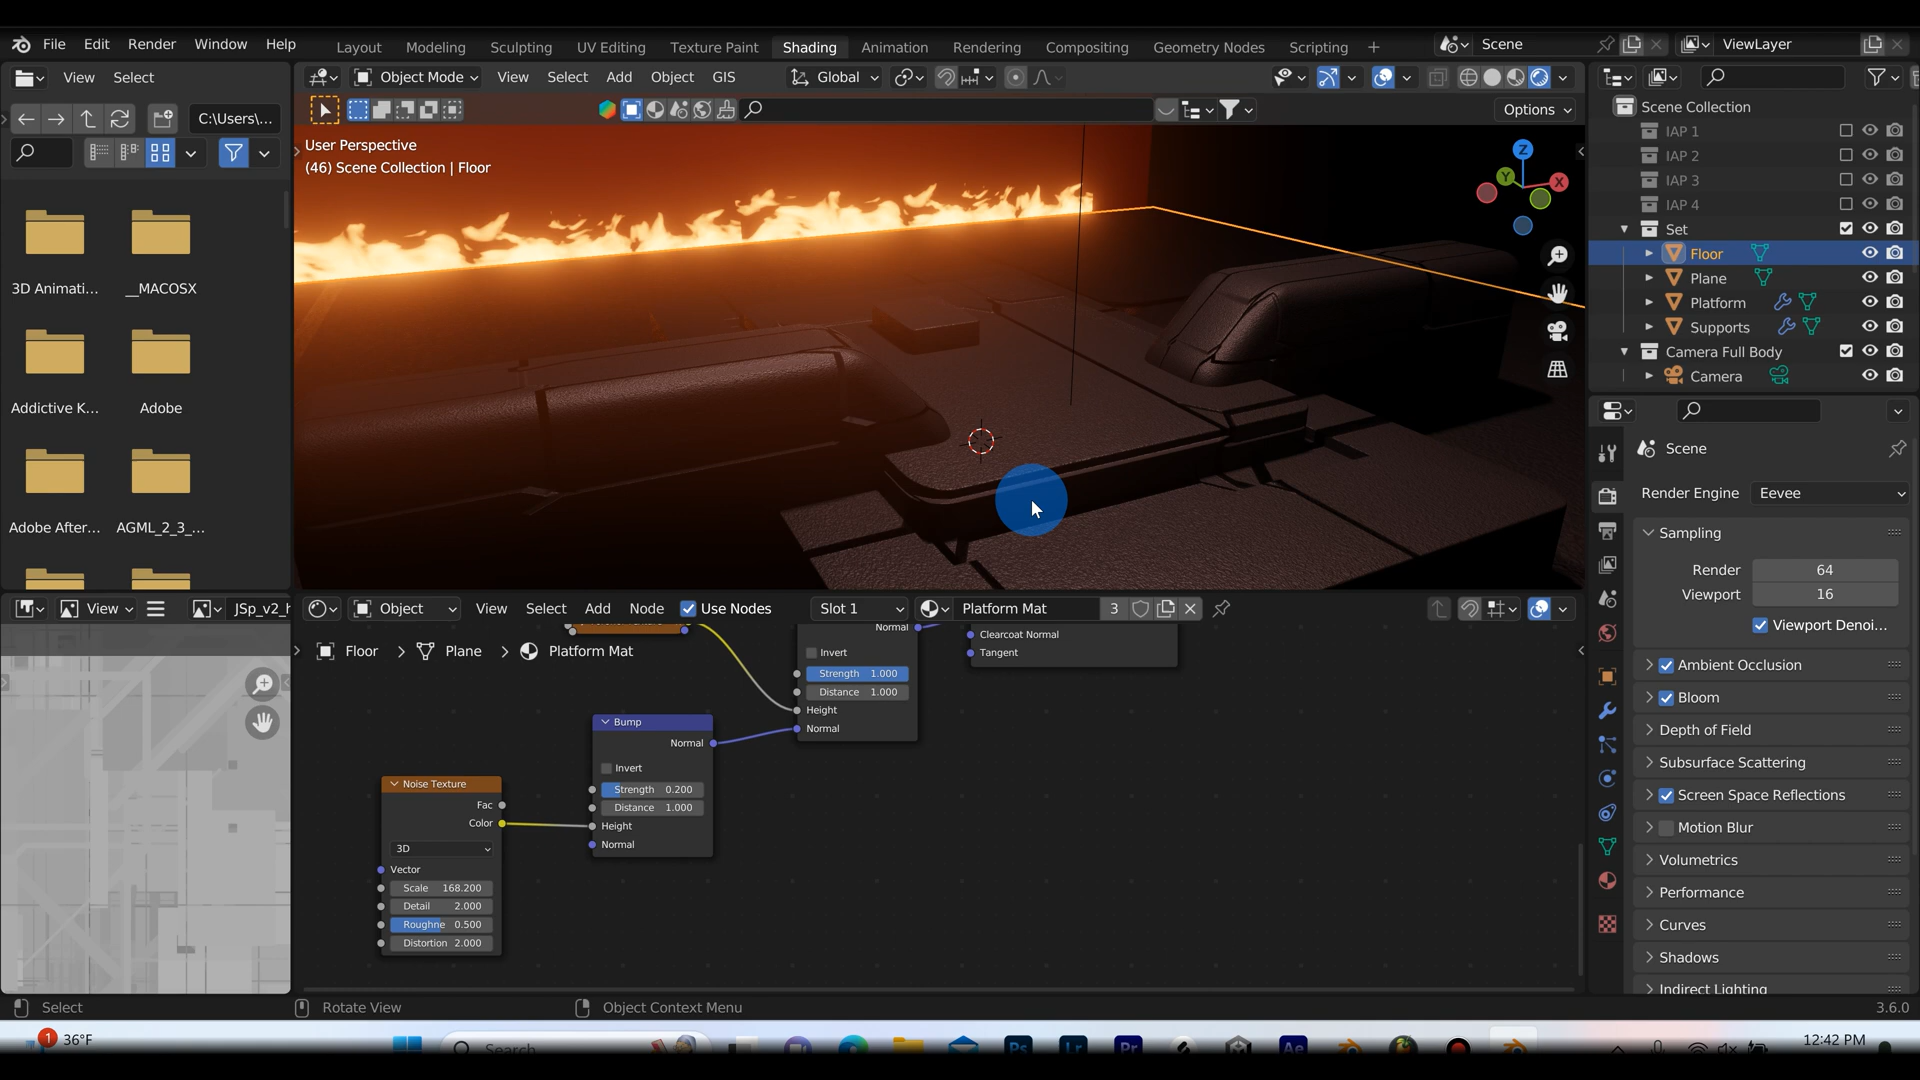 File Edit Render Window Help
Layout Modeling Sculpting UV Editing Texture Paint Shading Animation Rendering Compositing Geometry Nodes Scripting +
Scene
ViewLayer
View Select
Object Mode View Select Add Object GIS
Global
C:\Users\...
Options
3D Animati... __MACOSX
Addictive K... Adobe
Adobe After... AGML_2_3_...
User Perspective
(46) Scene Collection | Floor
Z
Y
X
Scene Collection
IAP 1
IAP 2
IAP 3
IAP 4
Set
Floor
Plane
Platform
Supports
Camera Full Body
Camera
Scene
Render Engine Eevee
Sampling
Render 64
Viewport 16
Viewport Denoi...
Ambient Occlusion
Bloom
Depth of Field
Subsurface Scattering
Screen Space Reflections
Motion Blur
Volumetrics
Performance
Curves
Shadows
Indirect Lighting
View
JSp_v2_h
Object View Select Add Node Use Nodes Slot 1 Platform Mat 3
Floor > Plane > Platform Mat
Normal
Invert
Strength 1.000
Distance 1.000
Height
Normal
Clearcoat Normal
Tangent
Bump
Normal
Invert
Strength 0.200
Distance 1.000
Height
Normal
Noise Texture
Fac
Color
3D
Vector
Scale 168.200
Detail 2.000
Roughne 0.500
Distortion 2.000
Select Rotate View Object Context Menu 3.6.0
1
36°F
Search
Ps Lr Pr Ae
12:42 PM